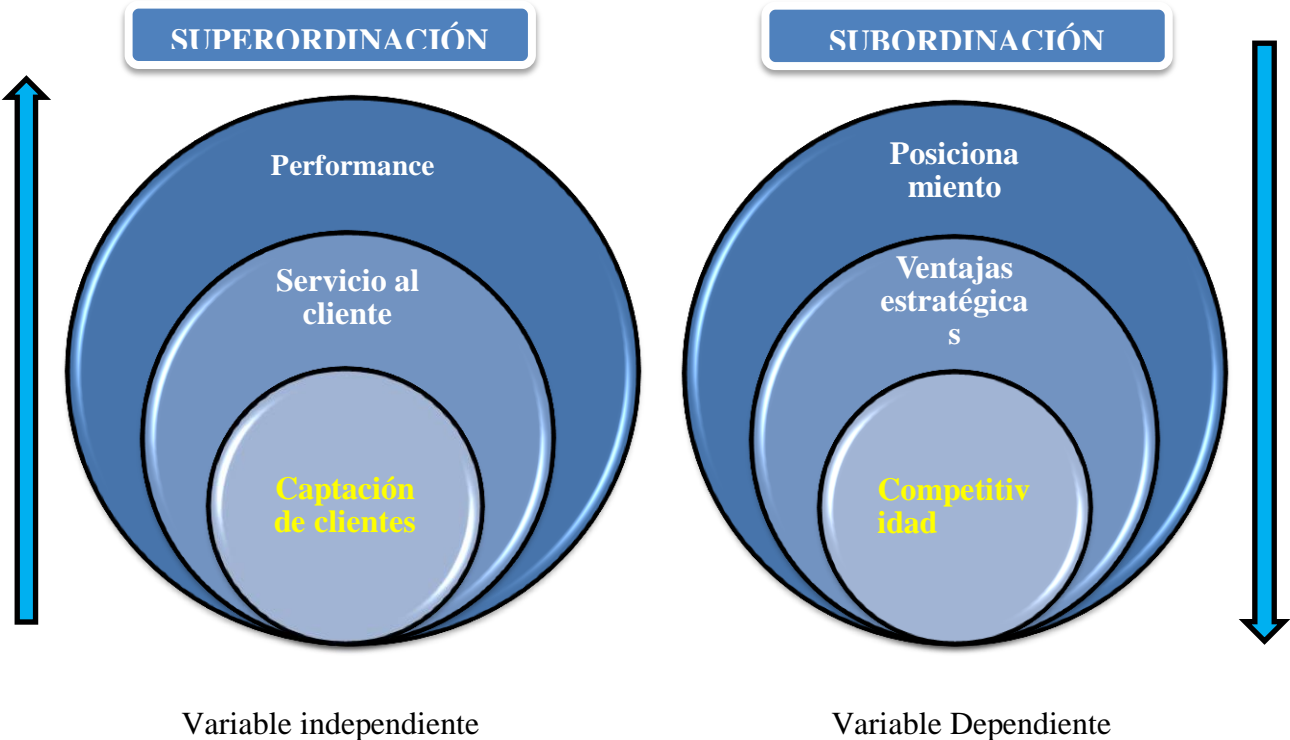 SUPERORDINACIÓN
Performance
Servicio al
cliente
Captación
de clientes
Variable independiente
SUBORDINACIÓN
Posiciona
miento
Ventajas
estratégica
s
Competitiv
idad
Variable Dependiente